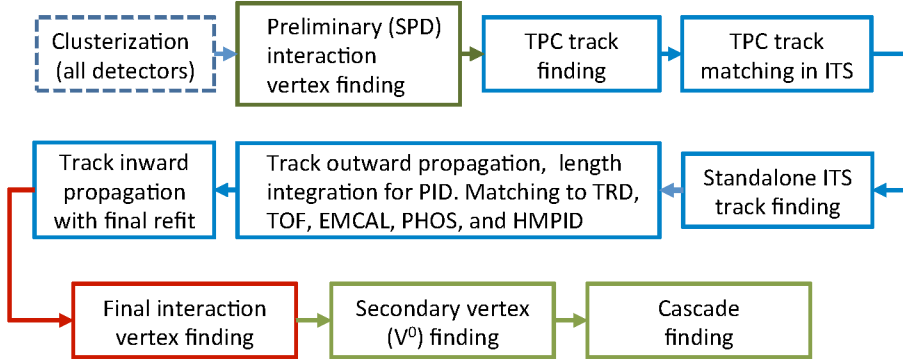 Clusterization
(all detectors)
Preliminary (SPD)
interaction
vertex finding
TPC track
finding
TPC track
matching in ITS
Track inward
propagation
with final refit
Track outward propagation, length
integration for PID. Matching to TRD,
TOF, EMCAL, PHOS, and HMPID
Standalone ITS
track finding
Final interaction
vertex finding
Secondary vertex
(V⁰) finding
Cascade
finding